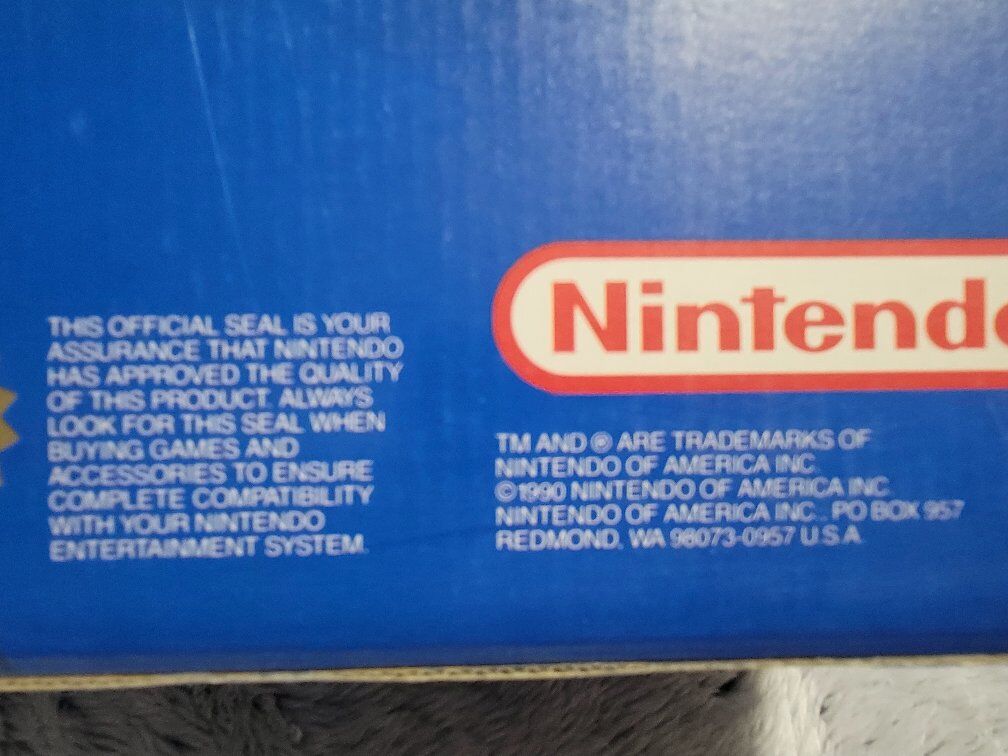 THIS OFFICIAL SEAL IS YOUR
ASSURANCE THAT NINTENDO
HAS APPROVED THE QUALITY
OF THIS PRODUCT. ALWAYS
LOOK FOR THIS SEAL WHEN
BUYING GAMES AND
ACCESSORIES TO ENSURE
COMPLETE COMPATIBILITY
WITH YOUR NINTENDO
ENTERTAINMENT SYSTEM.
Nintendo
TM AND ® ARE TRADEMARKS OF
NINTENDO OF AMERICA INC.
©1990 NINTENDO OF AMERICA INC.
NINTENDO OF AMERICA INC., PO BOX 957
REDMOND, WA 98073-0957 U.S.A.